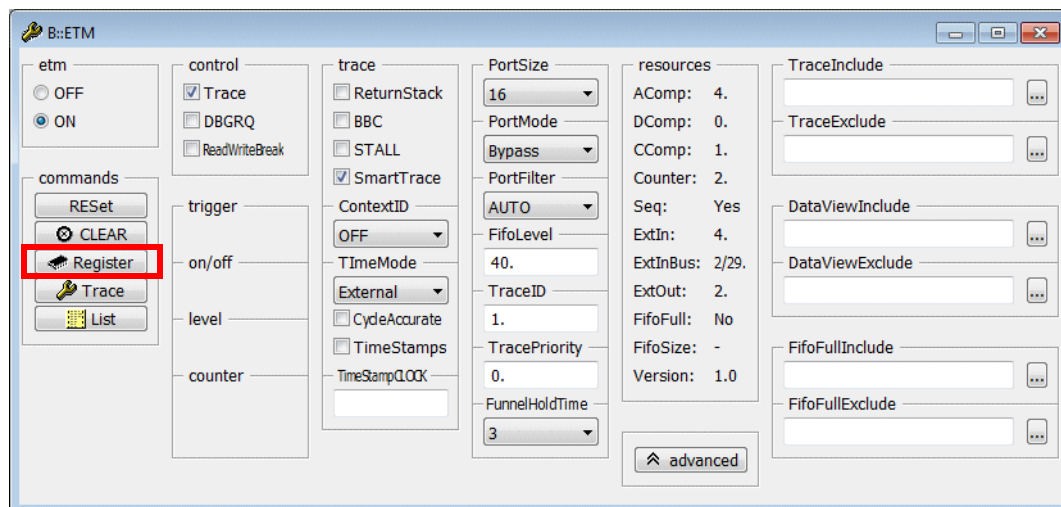 B::ETM
etm
OFF
ON
commands
RESet
CLEAR
Register
Trace
List
control
Trace
DBGRQ
ReadWriteBreak
trigger
on/off
level
counter
trace
ReturnStack
BBC
STALL
SmartTrace
ContextID
OFF
TImeMode
External
CycleAccurate
TimeStamps
TimeStampCLOCK
PortSize
16
PortMode
Bypass
PortFilter
AUTO
FifoLevel
40.
TraceID
1.
TracePriority
0.
FunnelHoldTime
3
resources
AComp: 4.
DComp: 0.
CComp: 1.
Counter: 2.
Seq: Yes
ExtIn: 4.
ExtInBus: 2/29.
ExtOut: 2.
FifoFull: No
FifoSize: -
Version: 1.0
advanced
TraceInclude
...
TraceExclude
...
DataViewInclude
...
DataViewExclude
...
FifoFullInclude
...
FifoFullExclude
...